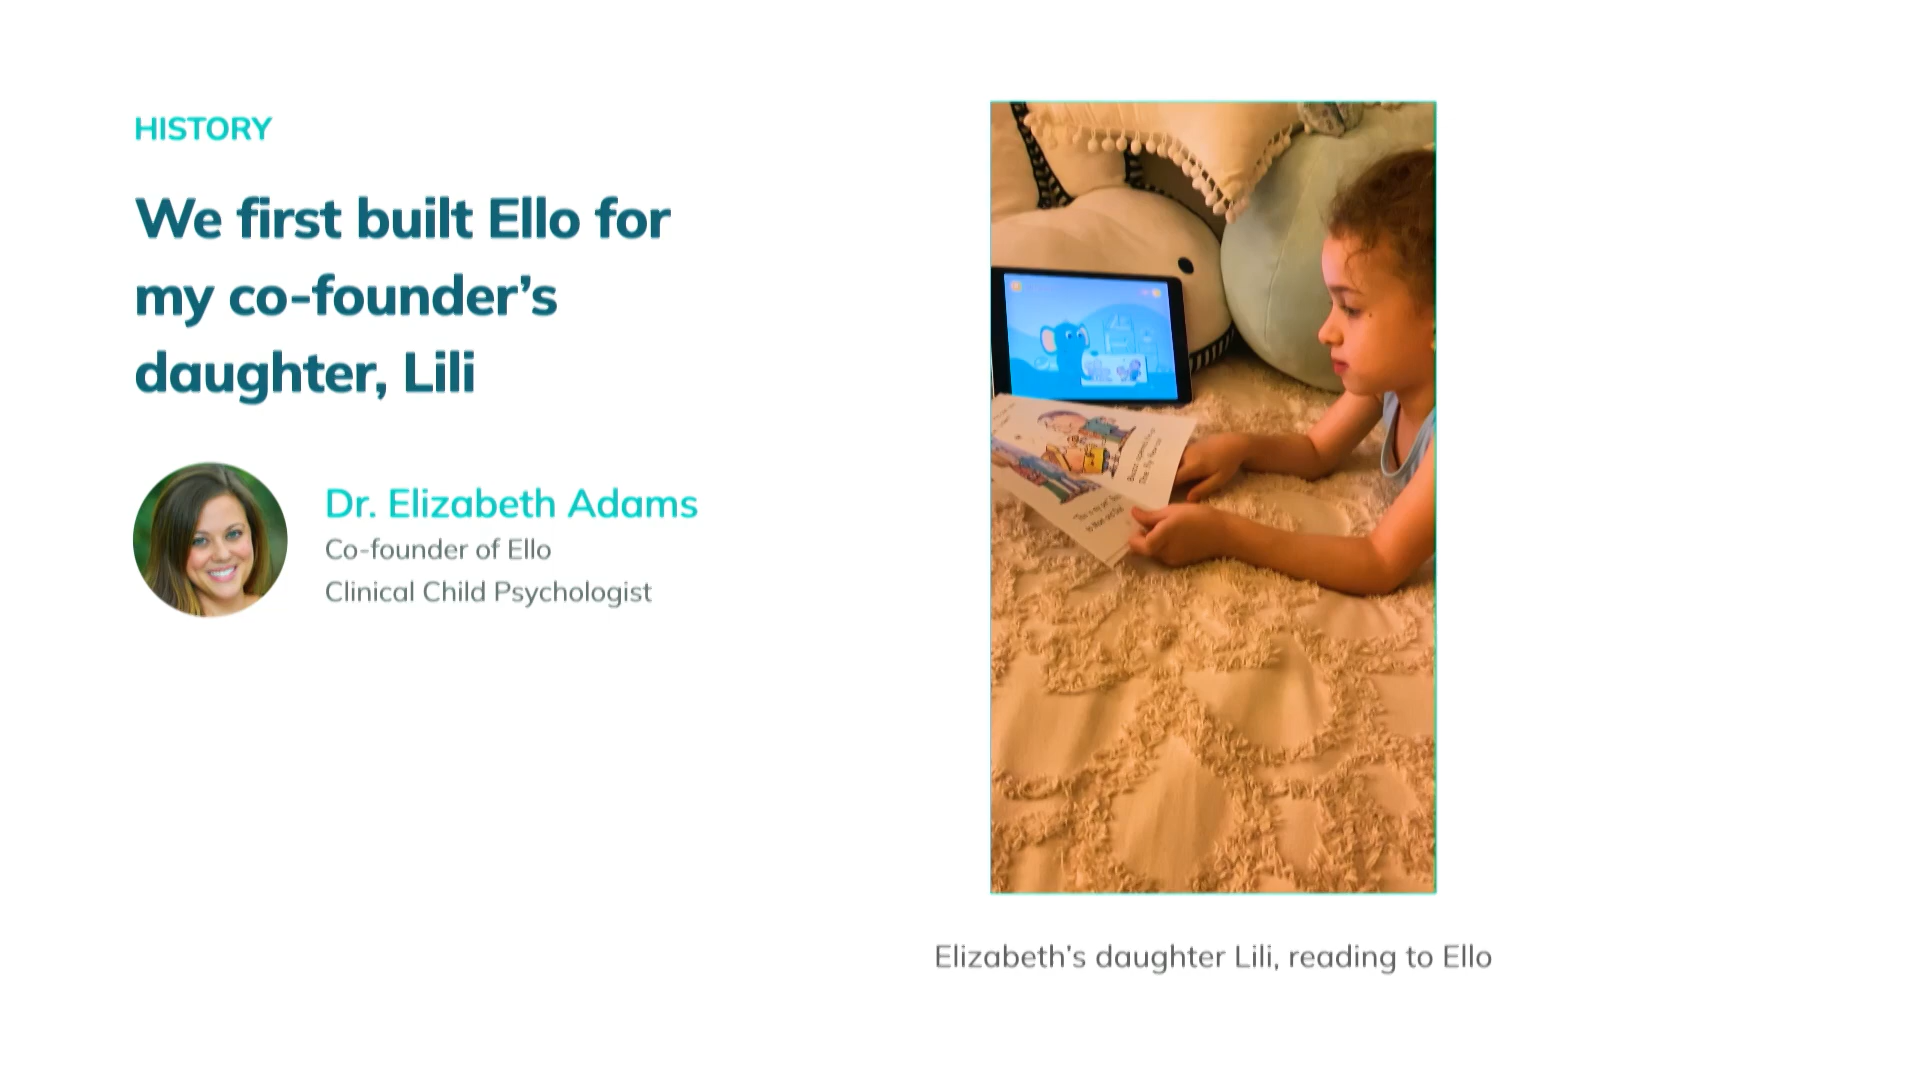 HISTORY
We first built Ello for
my co-founder’s
daughter, Lili
Dr. Elizabeth Adams
Co-founder of Ello
Clinical Child Psychologist
Elizabeth’s daughter Lili, reading to Ello